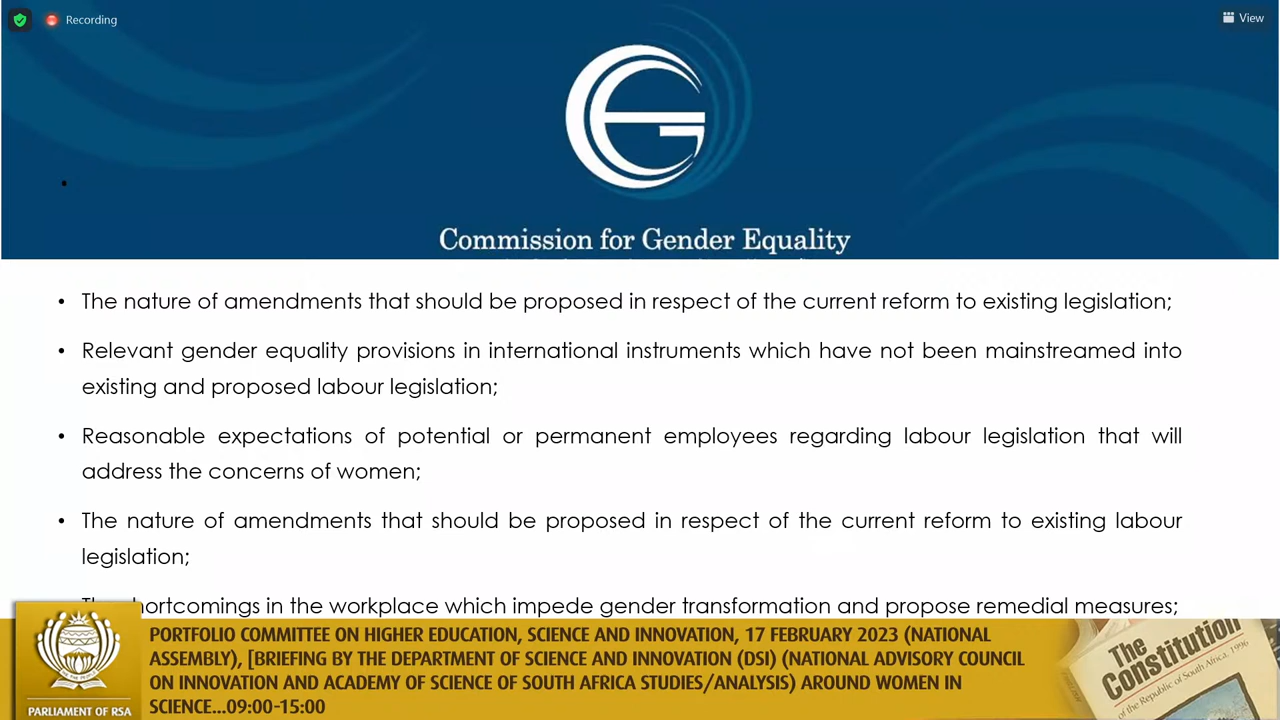 Recording
View
Commission for Gender Equality
• The nature of amendments that should be proposed in respect of the current reform to existing legislation;
• Relevant gender equality provisions in international instruments which have not been mainstreamed into
existing and proposed labour legislation;
• Reasonable expectations of potential or permanent employees regarding labour legislation that will
address the concerns of women;
• The nature of amendments that should be proposed in respect of the current reform to existing labour
legislation;
shortcomings in the workplace which impede gender transformation and propose remedial measures;
PORTFOLIO COMMITTEE ON HIGHER EDUCATION, SCIENCE AND INNOVATION, 17 FEBRUARY 2023 (NATIONAL
ASSEMBLY), [BRIEFING BY THE DEPARTMENT OF SCIENCE AND INNOVATION (DSI) (NATIONAL ADVISORY COUNCIL
ON INNOVATION AND ACADEMY OF SCIENCE OF SOUTH AFRICA STUDIES/ANALYSIS) AROUND WOMEN IN
SCIENCE...09:00-15:00
PARLIAMENT OF RSA
The
Constitution
of the Republic of South Africa, 1996